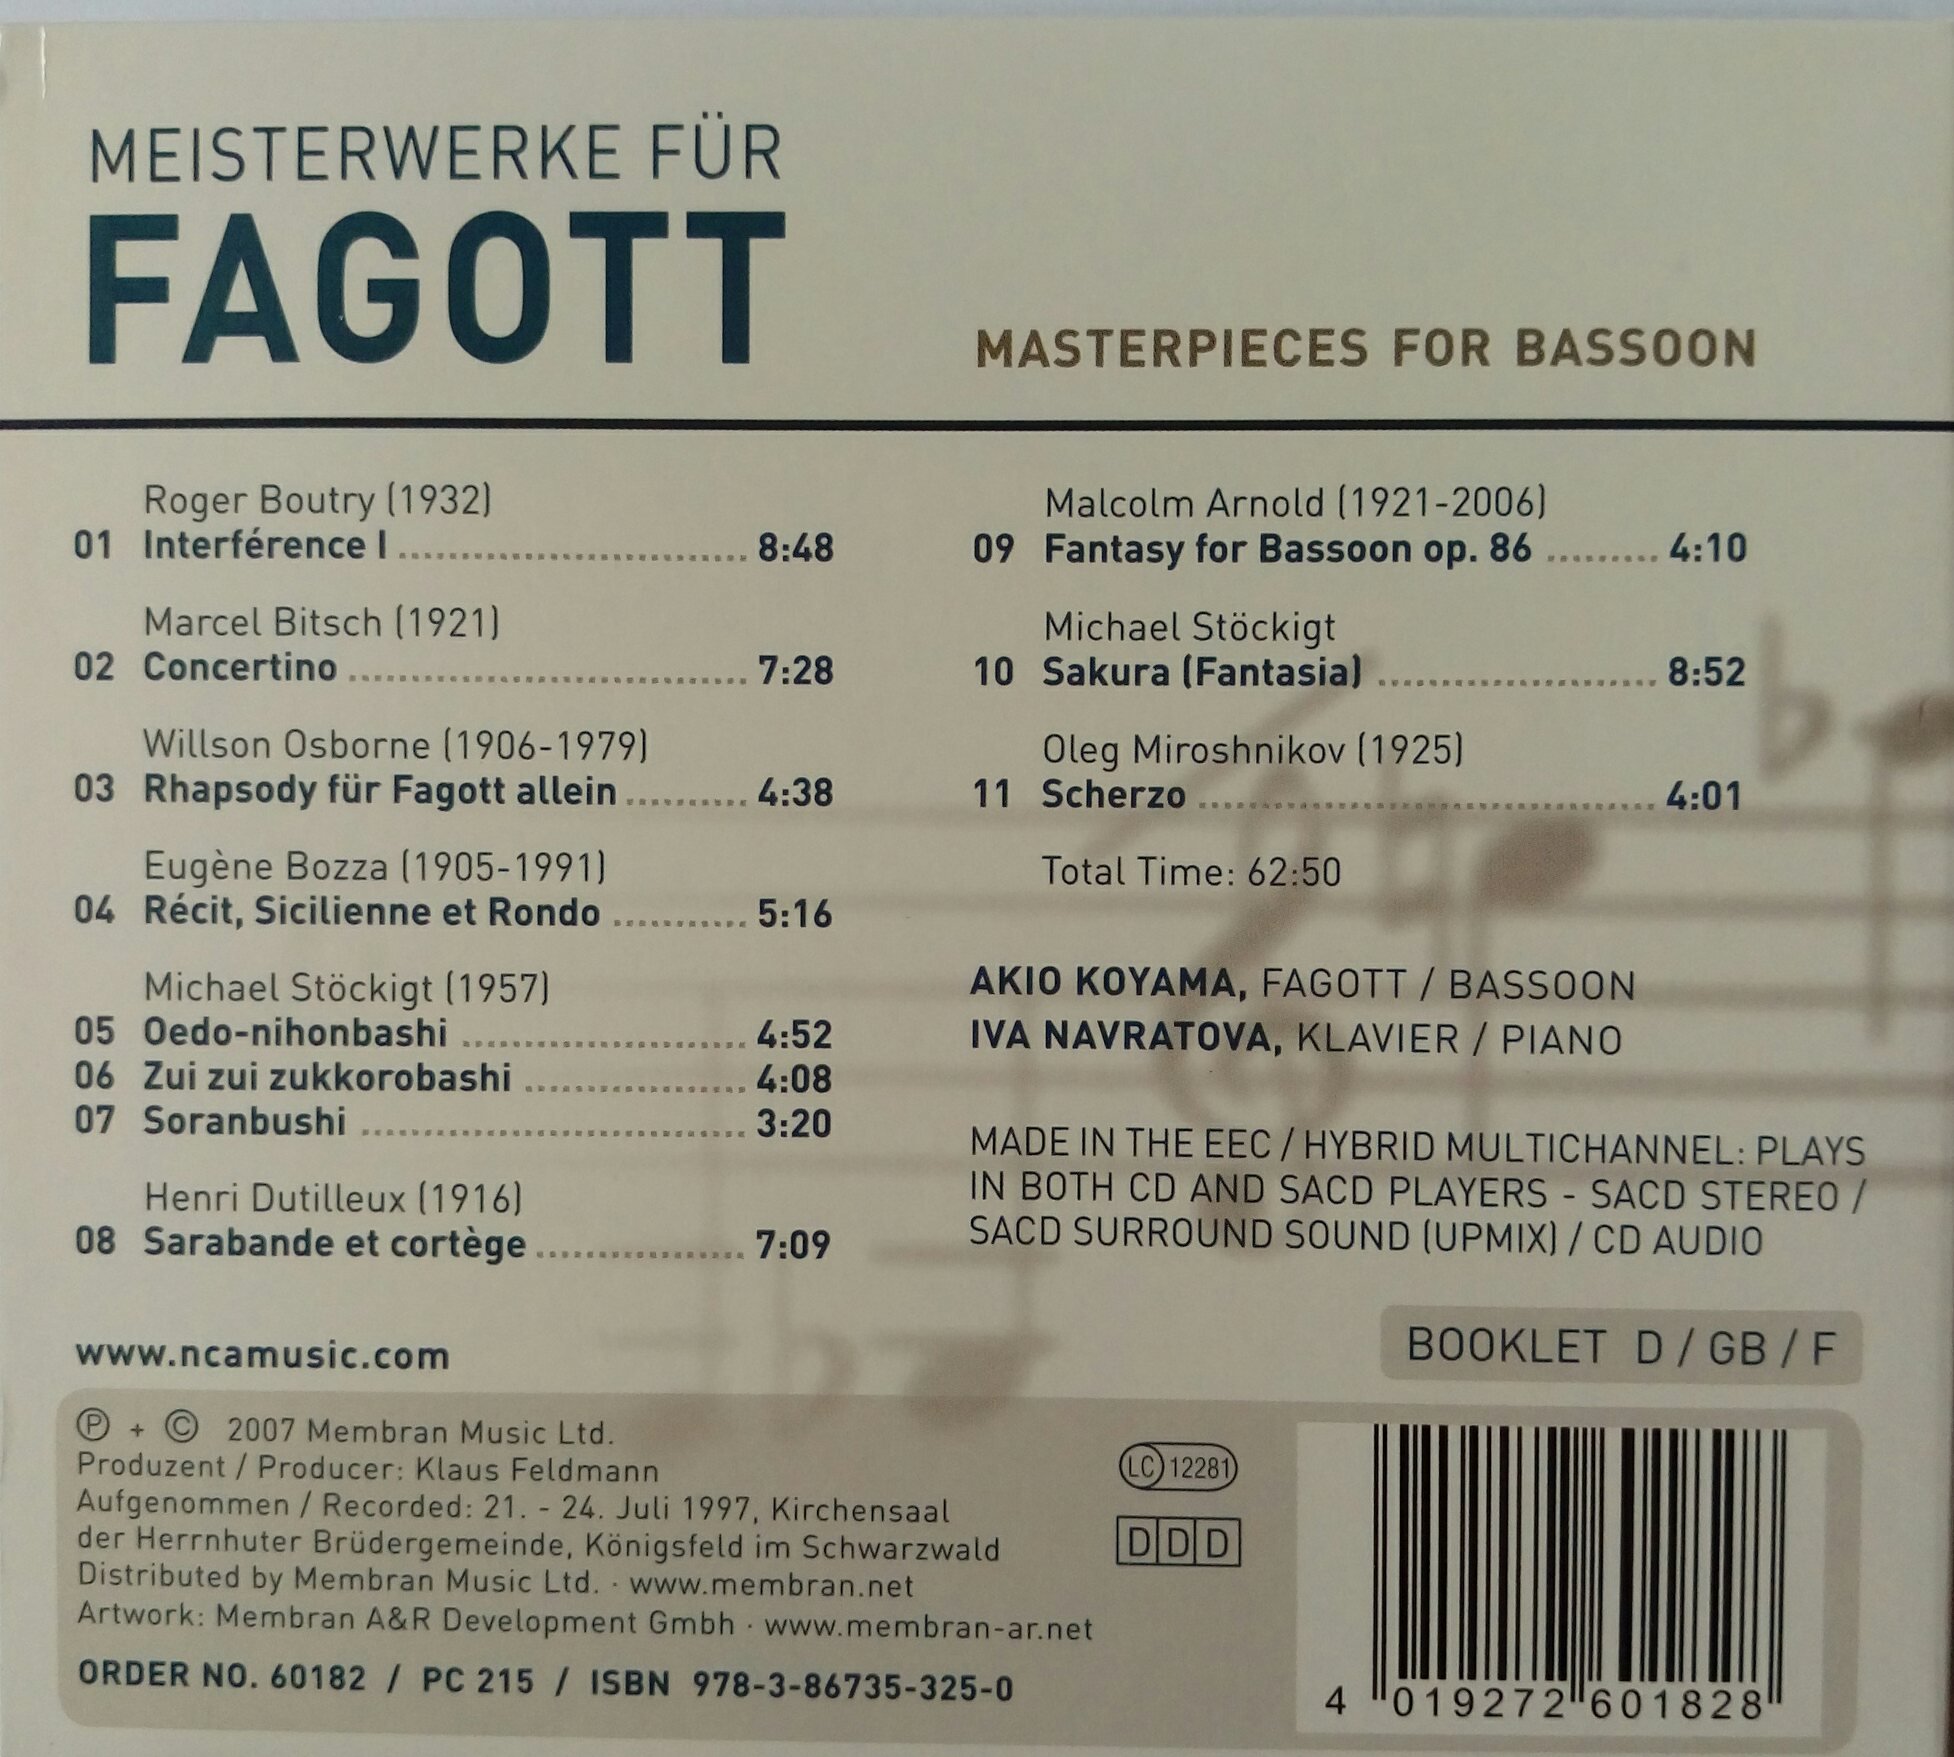 MEISTERWERKE FÜR
FAGOTT
MASTERPIECES FOR BASSOON
Roger Boutry (1932)
01 Interférence I ........................... 8:48
Marcel Bitsch (1921)
02 Concertino ............................... 7:28
Willson Osborne (1906-1979)
03 Rhapsody für Fagott allein .......... 4:38
Eugène Bozza (1905-1991)
04 Récit, Sicilienne et Rondo ........... 5:16
Michael Stöckigt (1957)
05 Oedo-nihonbashi ...................... 4:52
06 Zui zui zukkorobashi ................. 4:08
07 Soranbushi .............................. 3:20
Henri Dutilleux (1916)
08 Sarabande et cortège ................ 7:09
Malcolm Arnold (1921-2006)
09 Fantasy for Bassoon op. 86 ......... 4:10
Michael Stöckigt
10 Sakura (Fantasia) ...................... 8:52
Oleg Miroshnikov (1925)
11 Scherzo .................................... 4:01
Total Time: 62:50
AKIO KOYAMA, FAGOTT / BASSOON
IVA NAVRATOVA, KLAVIER / PIANO
MADE IN THE EEC / HYBRID MULTICHANNEL: PLAYS
IN BOTH CD AND SACD PLAYERS - SACD STEREO /
SACD SURROUND SOUND (UPMIX) / CD AUDIO
www.ncamusic.com
BOOKLET D / GB / F
℗ + © 2007 Membran Music Ltd.
Produzent / Producer: Klaus Feldmann
Aufgenommen / Recorded: 21. - 24. Juli 1997, Kirchensaal
der Herrnhuter Brüdergemeinde, Königsfeld im Schwarzwald
Distributed by Membran Music Ltd. · www.membran.net
Artwork: Membran A&R Development Gmbh · www.membran-ar.net
ORDER NO. 60182 / PC 215 / ISBN 978-3-86735-325-0
LC 12281
DDD
4 019272 601828